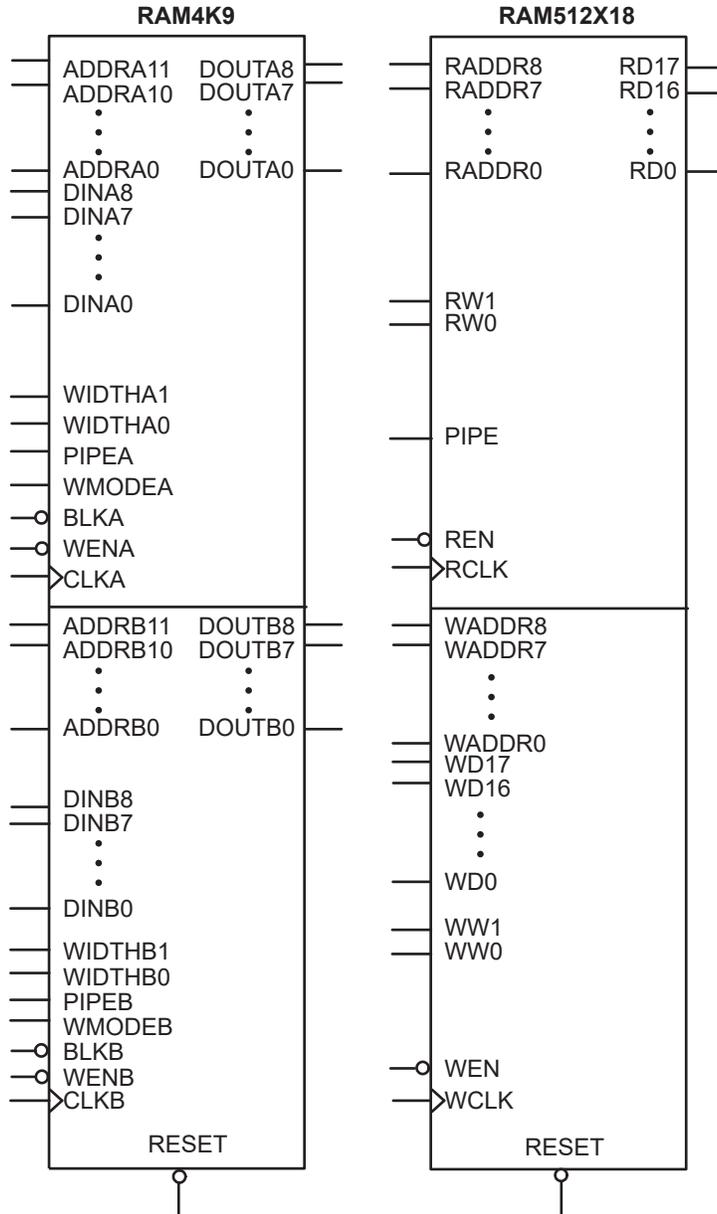 RAM4K9
ADDRA11 DOUTA8
ADDRA10 DOUTA7
ADDRA0 DOUTA0
DINA8
DINA7
DINA0
WIDTHA1
WIDTHA0
PIPEA
WMODEA
BLKA
WENA
CLKA
ADDRB11 DOUTB8
ADDRB10 DOUTB7
ADDRB0 DOUTB0
DINB8
DINB7
DINB0
WIDTHB1
WIDTHB0
PIPEB
WMODEB
BLKB
WENB
CLKB
RESET
RAM512X18
RADDR8 RD17
RADDR7 RD16
RADDR0 RD0
RW1
RW0
PIPE
REN
RCLK
WADDR8
WADDR7
WADDR0
WD17
WD16
WD0
WW1
WW0
WEN
WCLK
RESET